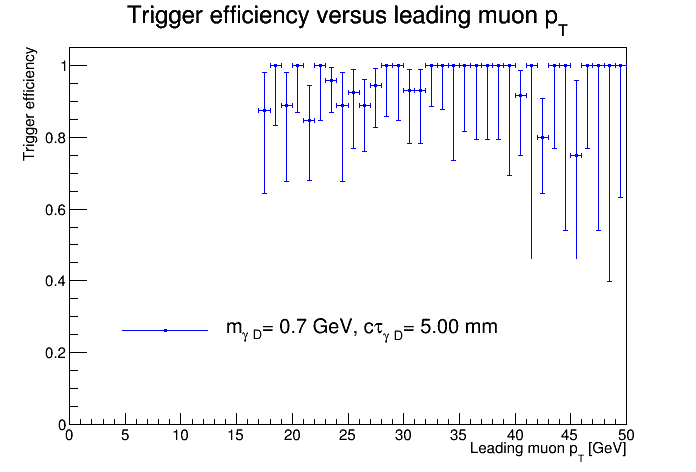 Trigger efficiency versus leading muon p_T
Trigger efficiency
1
0.8
0.6
0.4
0.2
0
m_γ D= 0.7 GeV, cτ_γ D= 5.00 mm
0 5 10 15 20 25 30 35 40 45 50
Leading muon p_T [GeV]